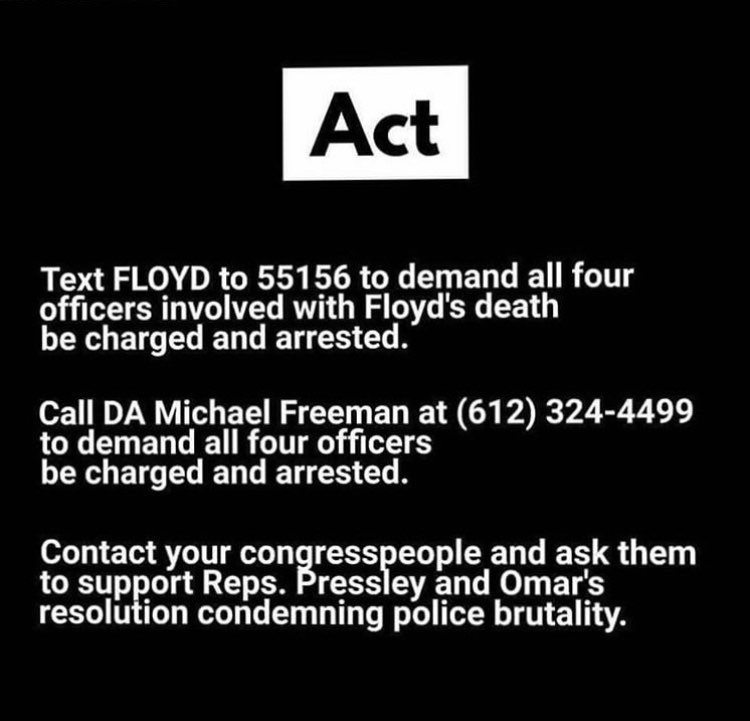 Act
Text FLOYD to 55156 to demand all four
officers involved with Floyd's death
be charged and arrested.
Call DA Michael Freeman at (612) 324-4499
to demand all four officers
be charged and arrested.
Contact your congresspeople and ask them
to support Reps. Pressley and Omar's
resolution condemning police brutality.